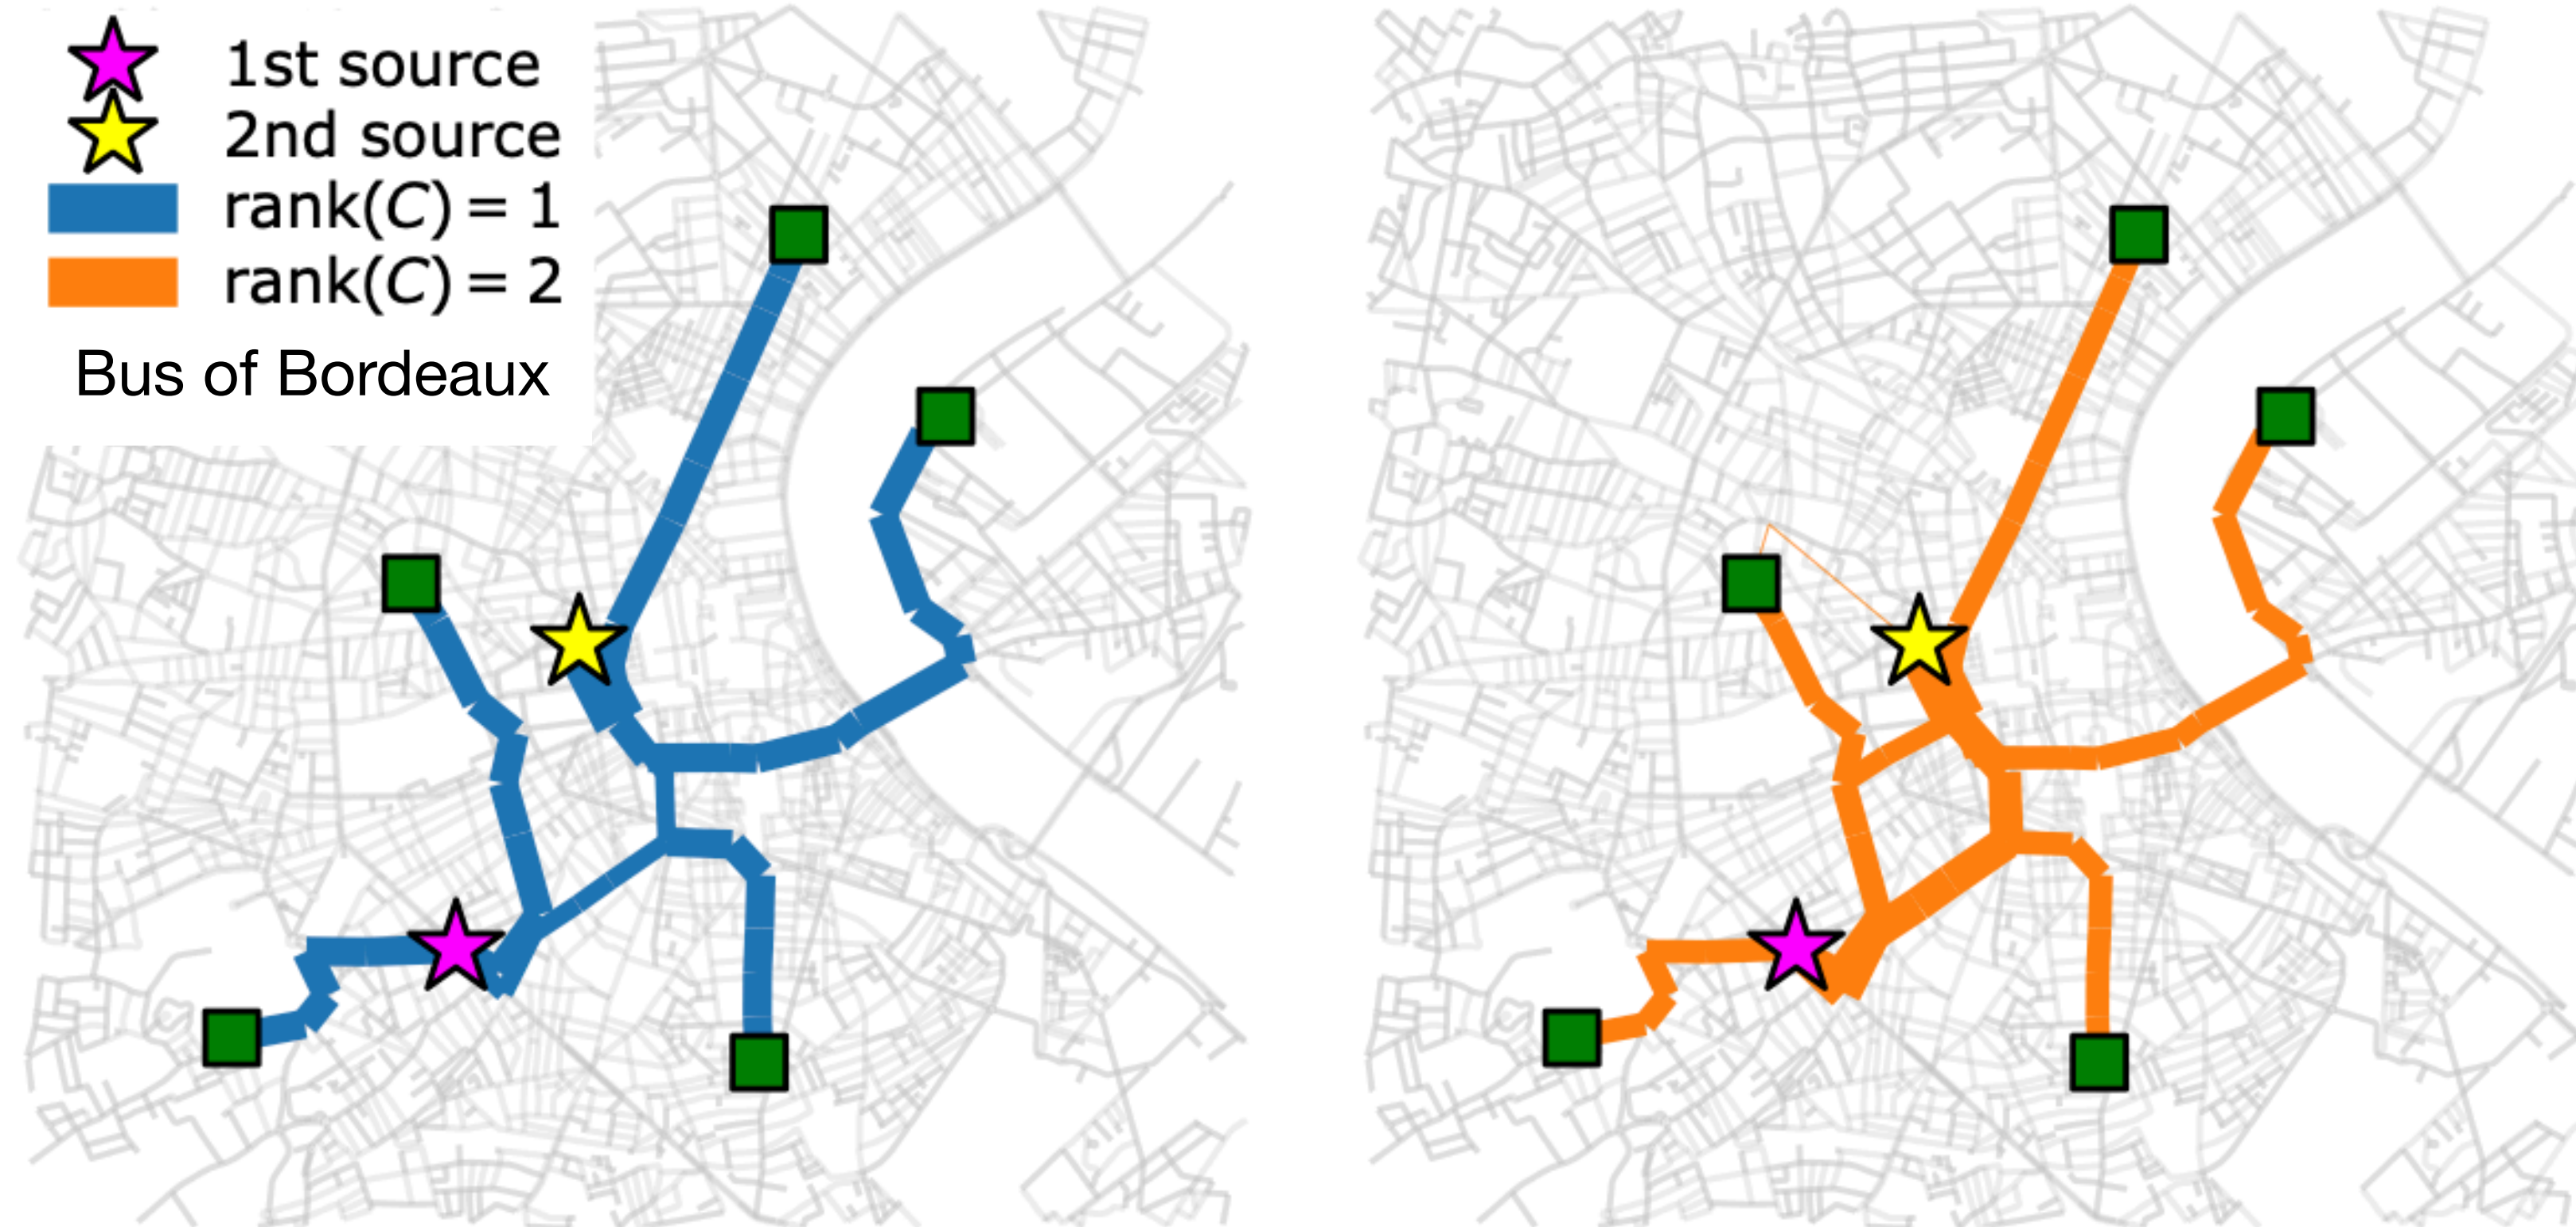 1st source
2nd source
rank(C) = 1
rank(C) = 2
Bus of Bordeaux